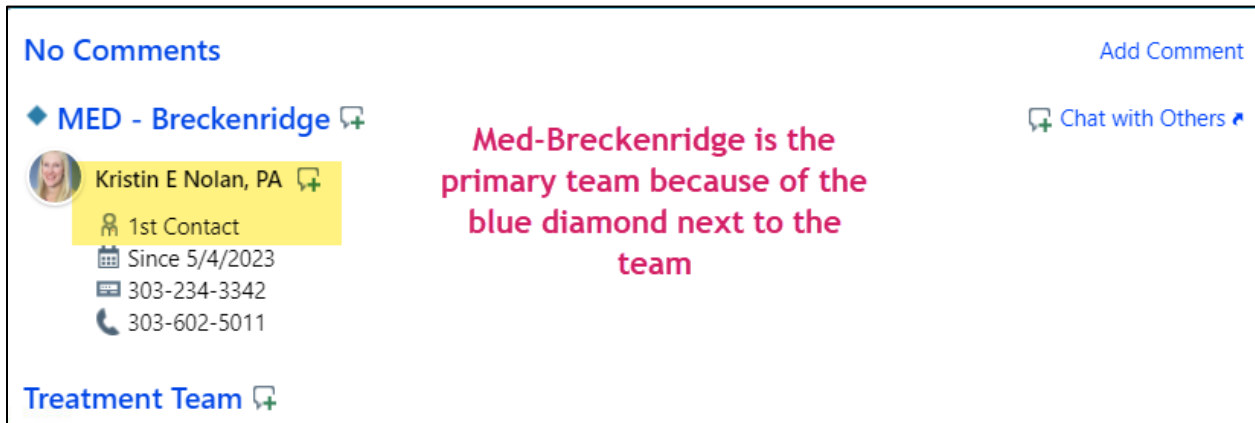 No Comments
Add Comment
MED - Breckenridge
Chat with Others
Med-Breckenridge is the
primary team because of the
blue diamond next to the
team
Kristin E Nolan, PA
1st Contact
Since 5/4/2023
303-234-3342
303-602-5011
Treatment Team